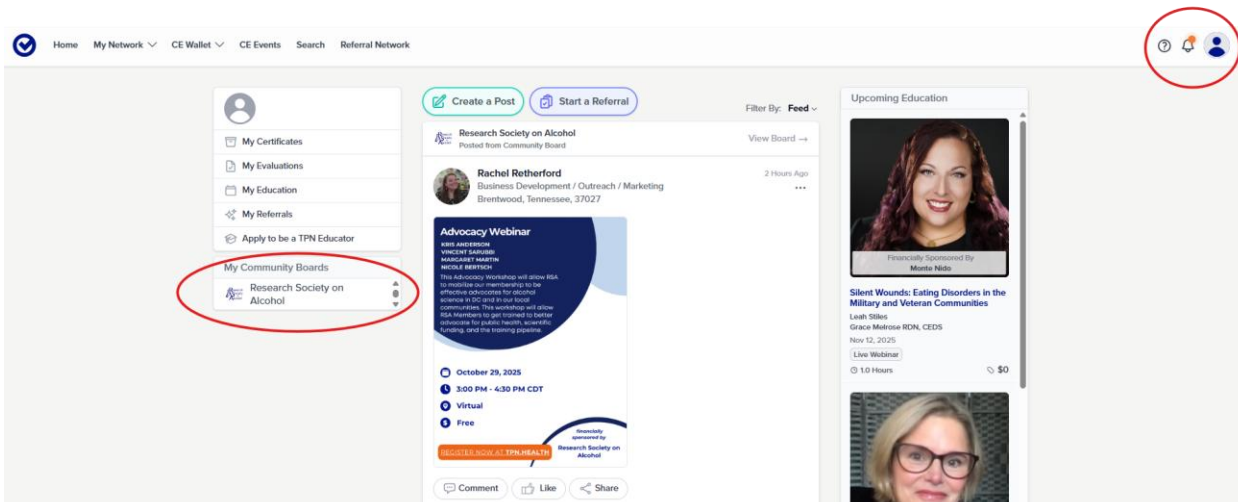 Home My Network CE Wallet CE Events Search Referral Network
My Certificates
My Evaluations
My Education
My Referrals
Apply to be a TPN Educator
My Community Boards
Research Society on
Alcohol
Create a Post
Start a Referral
Filter By: Feed
Research Society on Alcohol
Posted from Community Board
View Board →
Rachel Retherford
2 Hours Ago
Business Development / Outreach / Marketing
Brentwood, Tennessee, 37027
Advocacy Webinar
KRIS ANDERSON
VINCENT SARUBBI
MARGARET MARTIN
NICOLE BERTSCH
This Advocacy Workshop will allow RSA
to mobilize our membership to be
effective advocates for alcohol
science in DC and in our local
communities. This workshop will allow
RSA Members to get trained to better
advocate for public health, scientific
funding, and the training pipeline.
October 29, 2025
3:00 PM - 4:30 PM CDT
Virtual
Free
financially
sponsored by
Research Society on
Alcohol
REGISTER NOW AT TPN.HEALTH
Comment
Like
Share
Upcoming Education
Financially Sponsored By
Monte Nido
Silent Wounds: Eating Disorders in the
Military and Veteran Communities
Leah Stiles
Grace Melrose RDN, CEDS
Nov 12, 2025
Live Webinar
1.0 Hours
$0